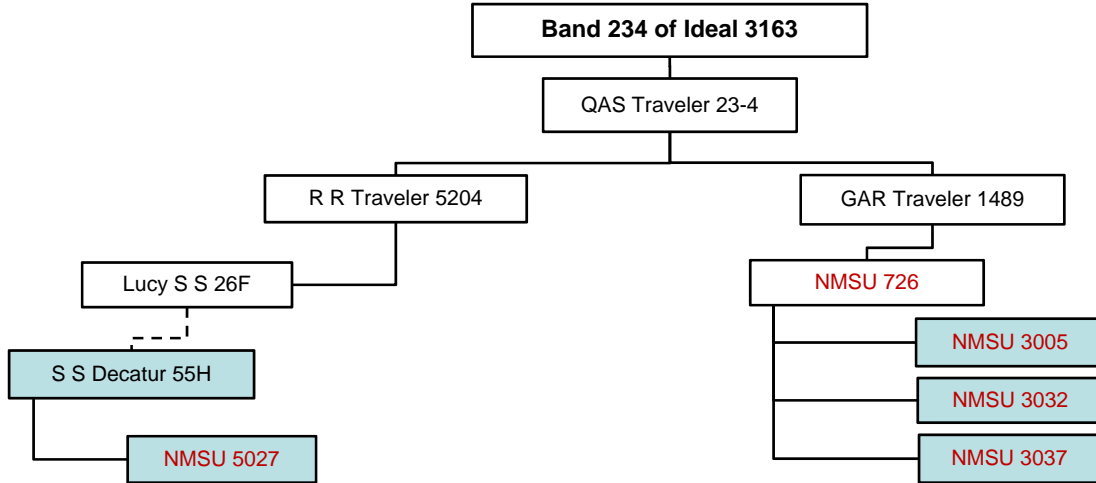 Band 234 of Ideal 3163
QAS Traveler 23-4
R R Traveler 5204
GAR Traveler 1489
Lucy S S 26F
NMSU 726
NMSU 3005
S S Decatur 55H
NMSU 3032
NMSU 5027
NMSU 3037